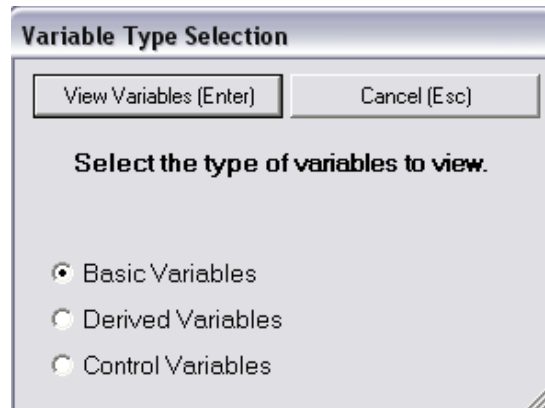 Variable Type Selection
View Variables (Enter) Cancel (Esc)
Select the type of variables to view.
Basic Variables
Derived Variables
Control Variables